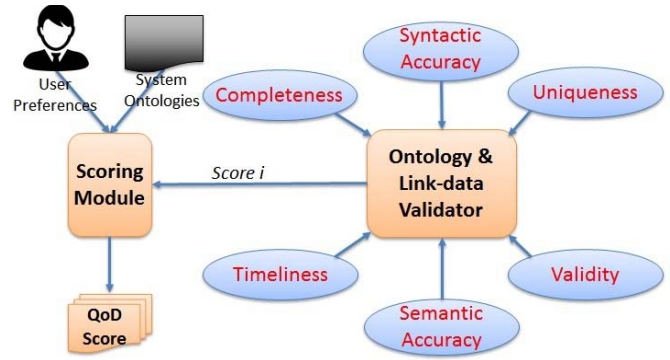 User
Preferences
System
Ontologies
Syntactic
Accuracy
Completeness
Uniqueness
Scoring
Module
Score i
Ontology &
Link-data
Validator
Timeliness
Validity
Semantic
Accuracy
QoD
Score